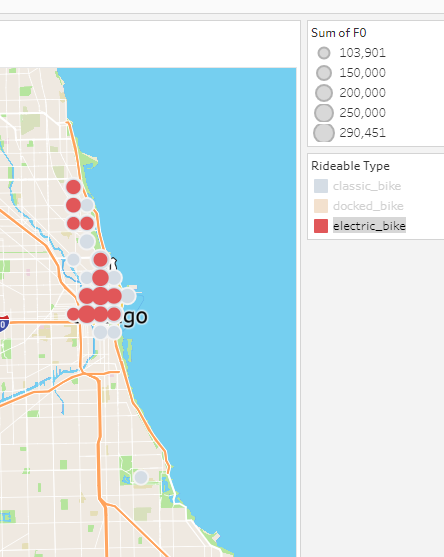 Sum of F0
103,901
150,000
200,000
250,000
290,451
Rideable Type
classic_bike
docked_bike
electric_bike
go